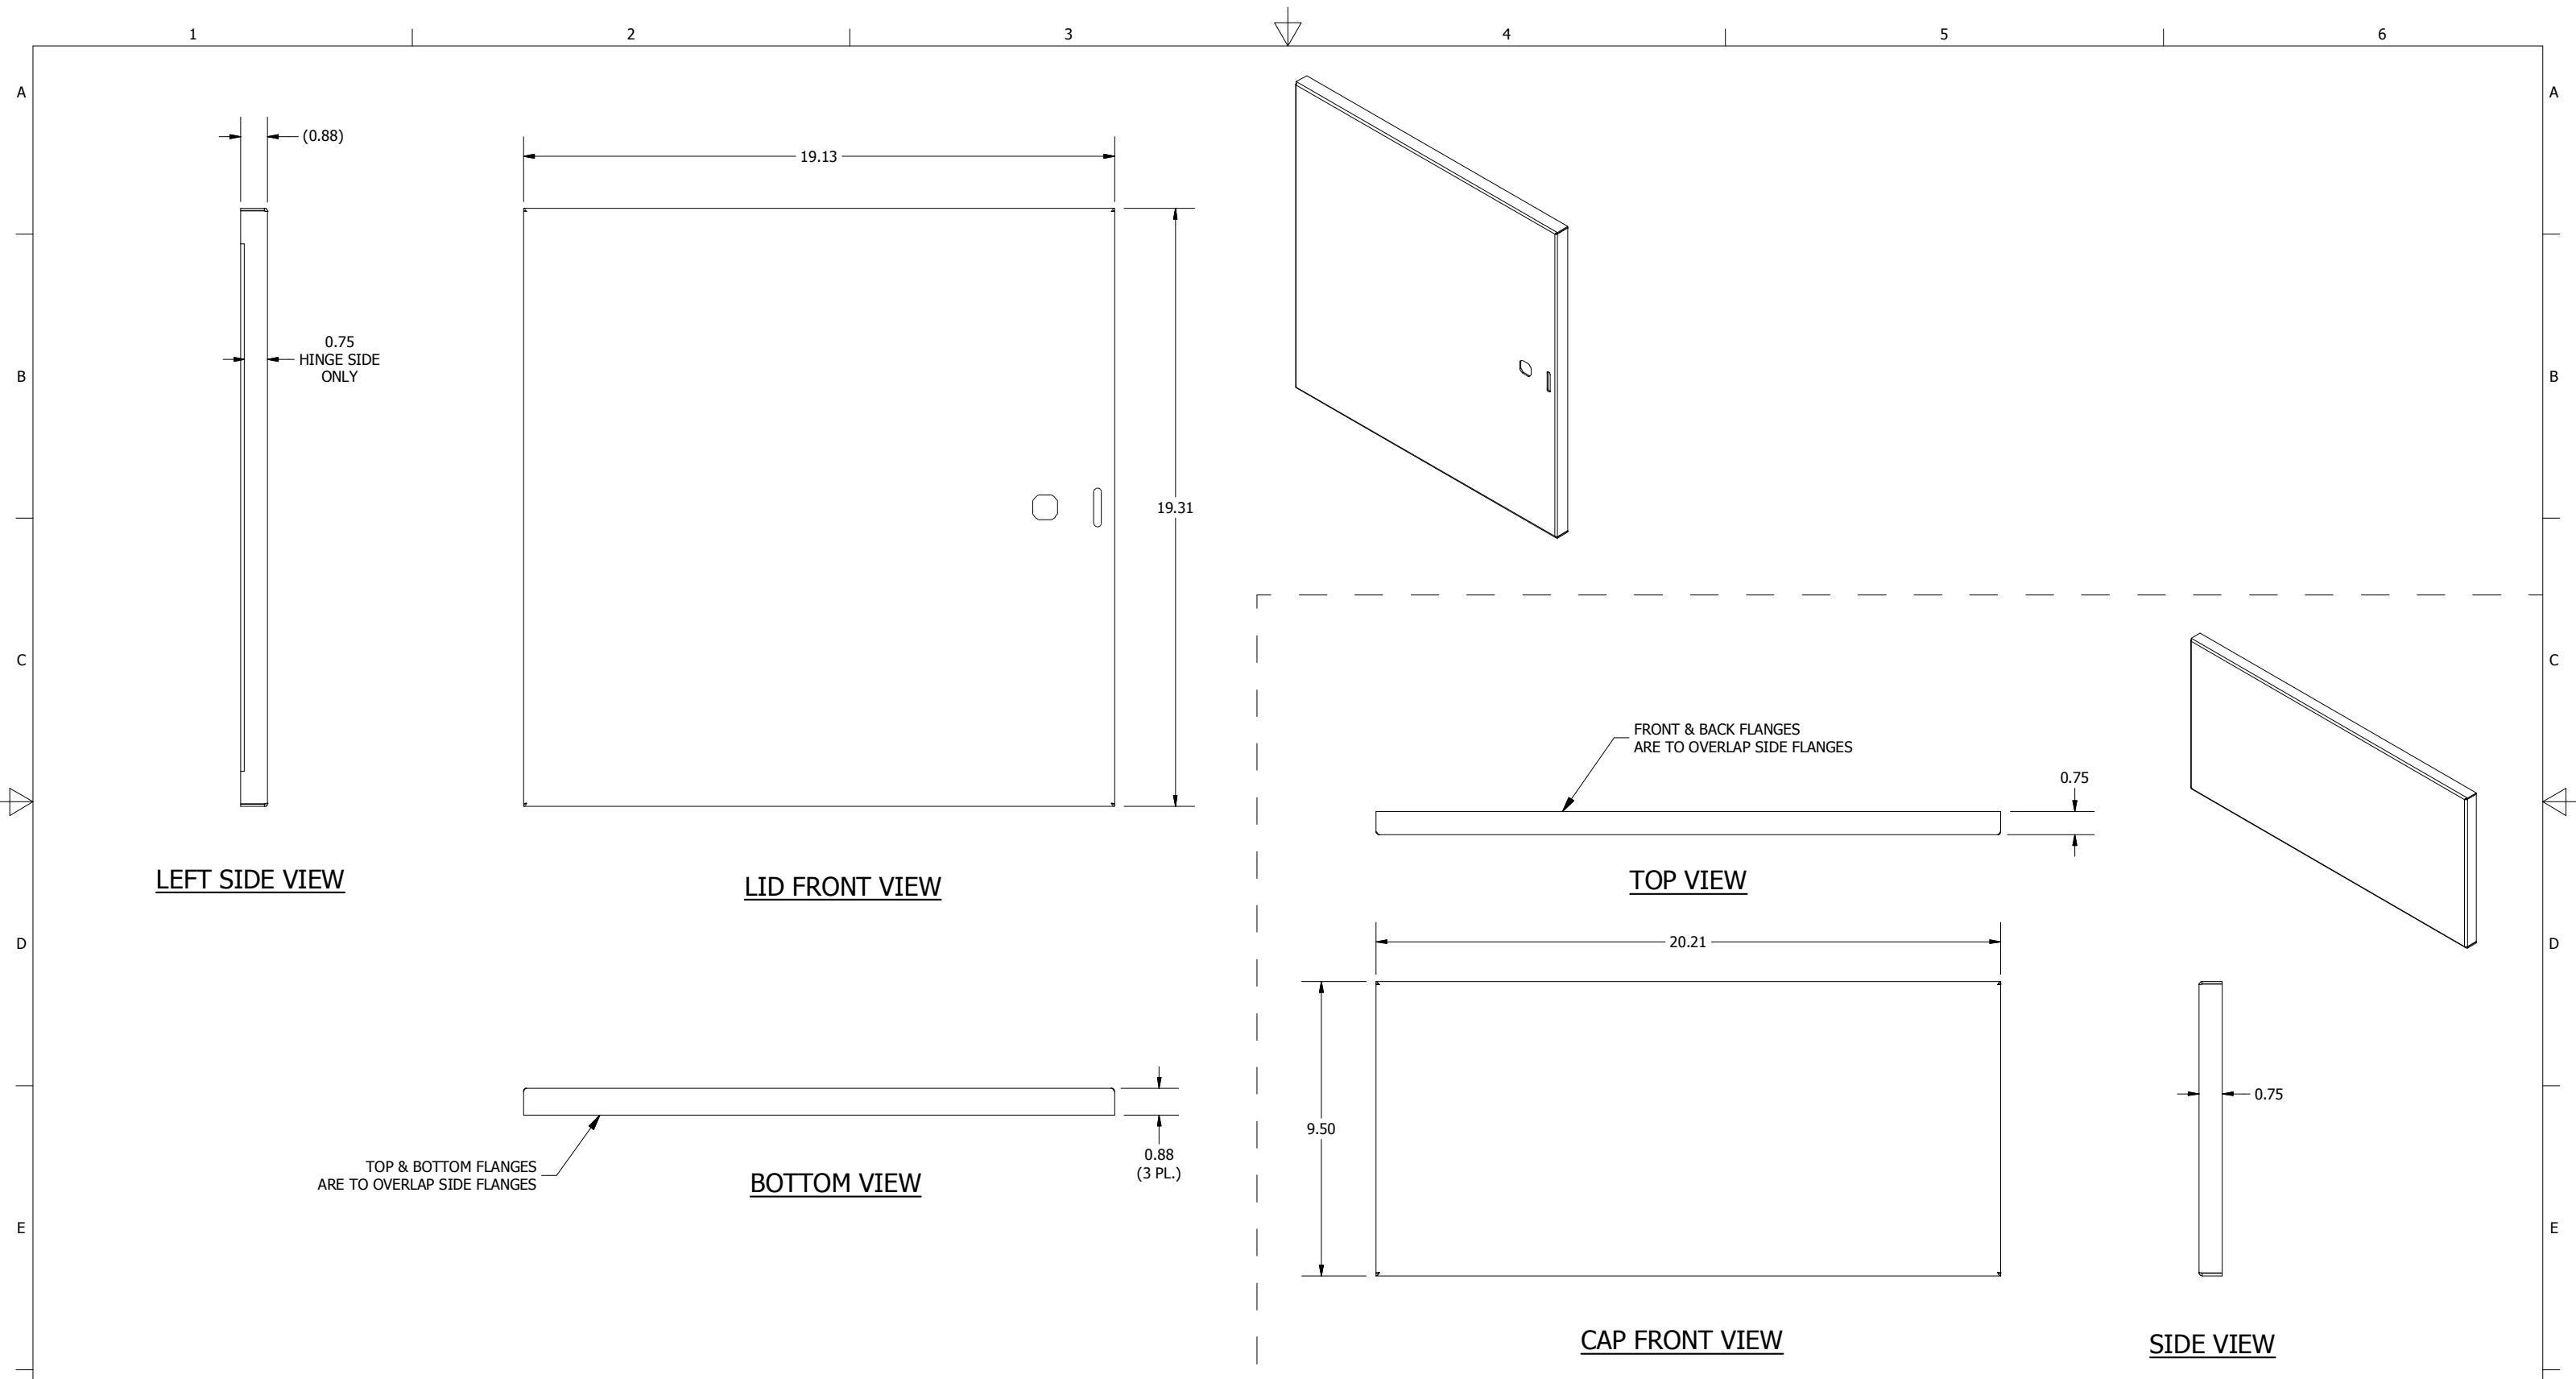 1
2
3
4
5
6
A
A
(0.88)
19.13
0.75
HINGE SIDE
ONLY
B
B
19.31
C
C
FRONT & BACK FLANGES
ARE TO OVERLAP SIDE FLANGES
0.75
LEFT SIDE VIEW
LID FRONT VIEW
TOP VIEW
D
D
20.21
0.75
9.50
0.88
(3 PL.)
TOP & BOTTOM FLANGES
ARE TO OVERLAP SIDE FLANGES
BOTTOM VIEW
E
E
CAP FRONT VIEW
SIDE VIEW